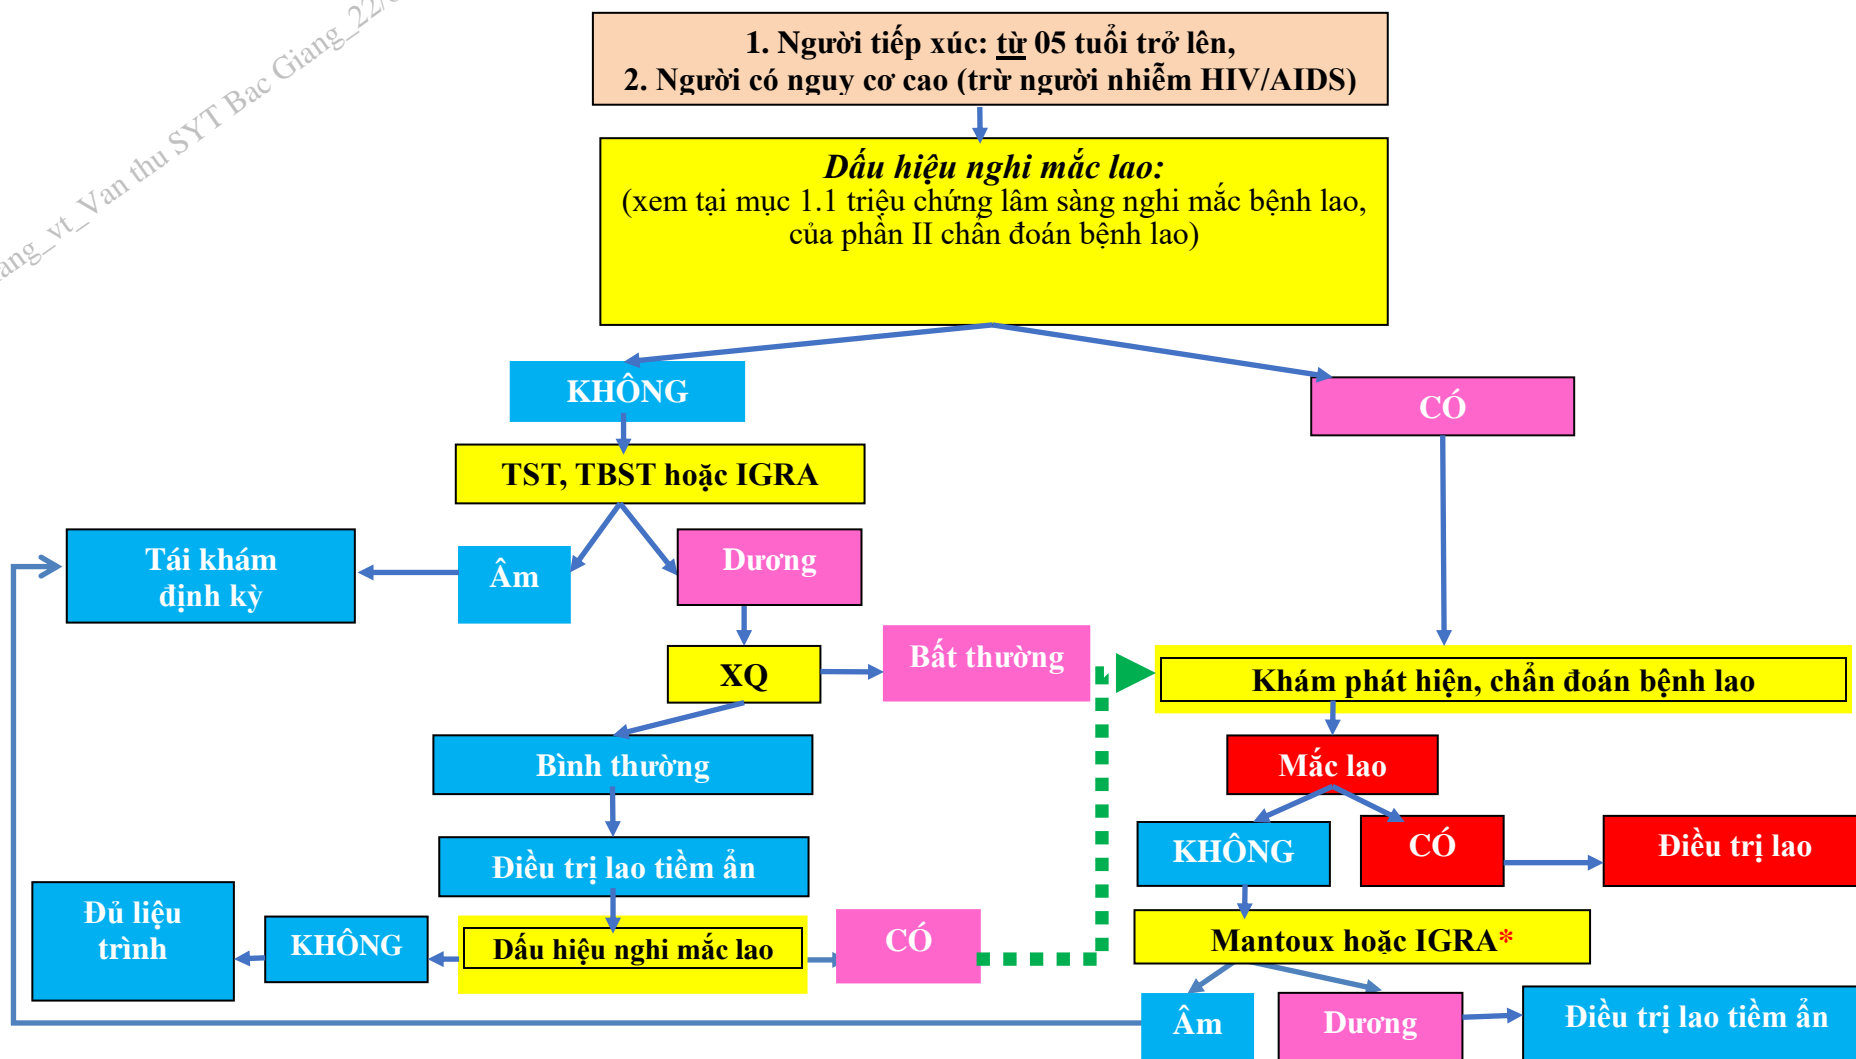 ang_vt_Van thu SYT Bac Giang_22/
1. Người tiếp xúc: từ 05 tuổi trở lên,
2. Người có nguy cơ cao (trừ người nhiễm HIV/AIDS)
Dấu hiệu nghi mắc lao:
(xem tại mục 1.1 triệu chứng lâm sàng nghi mắc bệnh lao,
của phần II chẩn đoán bệnh lao)
KHÔNG
CÓ
TST, TBST hoặc IGRA
Tái khám
định kỳ
Âm
Dương
XQ
Bất thường
Khám phát hiện, chẩn đoán bệnh lao
Bình thường
Mắc lao
KHÔNG
CÓ
Điều trị lao
Điều trị lao tiềm ẩn
Đủ liệu
trình
KHÔNG
Dấu hiệu nghi mắc lao
CÓ
Mantoux hoặc IGRA*
Âm
Dương
Điều trị lao tiềm ẩn